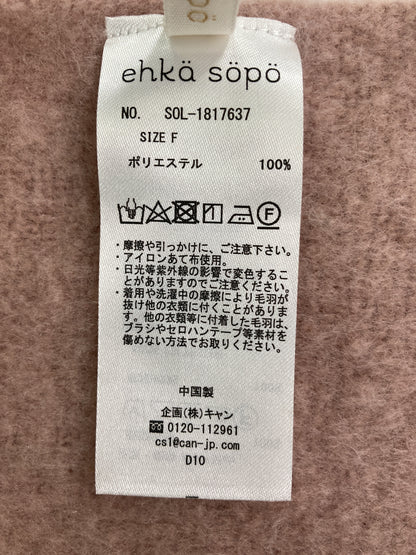 ehkä söpö
NO. SOL-1817637
SIZE F
ポリエステル 100%
・摩擦や引っかけに、ご注意下さい。
・アイロンあて布使用。
・日光等紫外線の影響で変色するこ
とがありますのでご注意ください。
・着用や洗濯中の摩擦により毛羽が
抜け他の衣類に付くことがありま
す。他の衣類等に付着した毛羽は、
ブラシやセロハンテープ等素材を
傷めない方法でお取りください。
中国製
企画(株)キャン
0120-112961
cs1@can-jp.com
D10